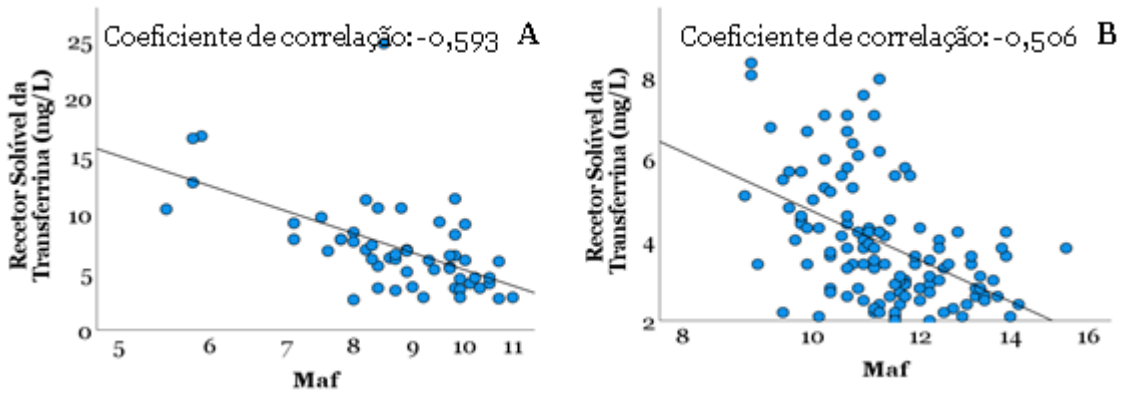 Coeficiente de correlação: -0,593 A
Recetor Solúvel da
Transferrina (mg/L)
25
20
15
10
5
0
5 6 7 8 9 10 11
Maf
Coeficiente de correlação: -0,506 B
Recetor Solúvel da
Transferrina (mg/L)
8
6
4
2
8 10 12 14 16
Maf